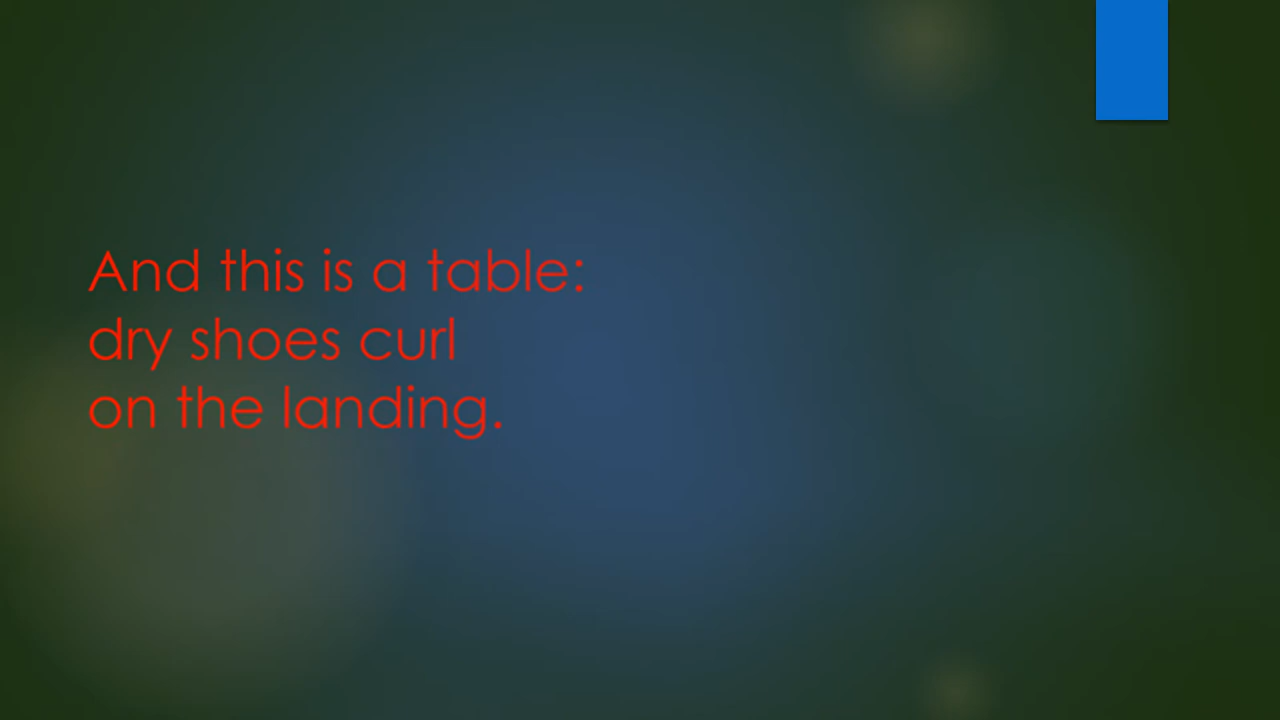 And this is a table:
dry shoes curl
on the landing.